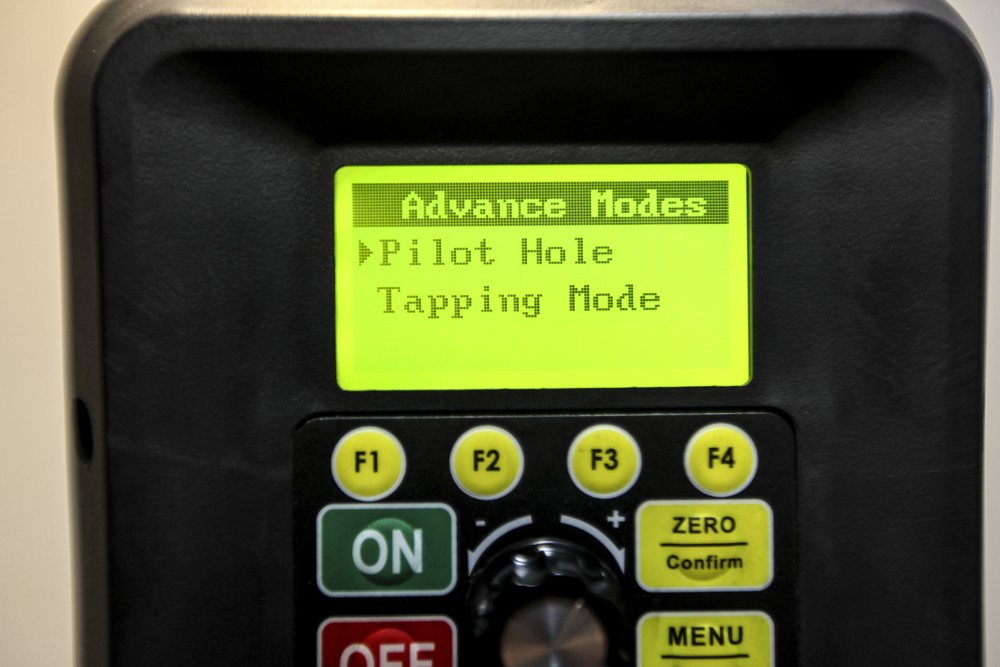 Advance Modes
Pilot Hole
Tapping Mode
F1 F2 F3 F4
ON
- +
ZERO
Confirm
OFF
MENU